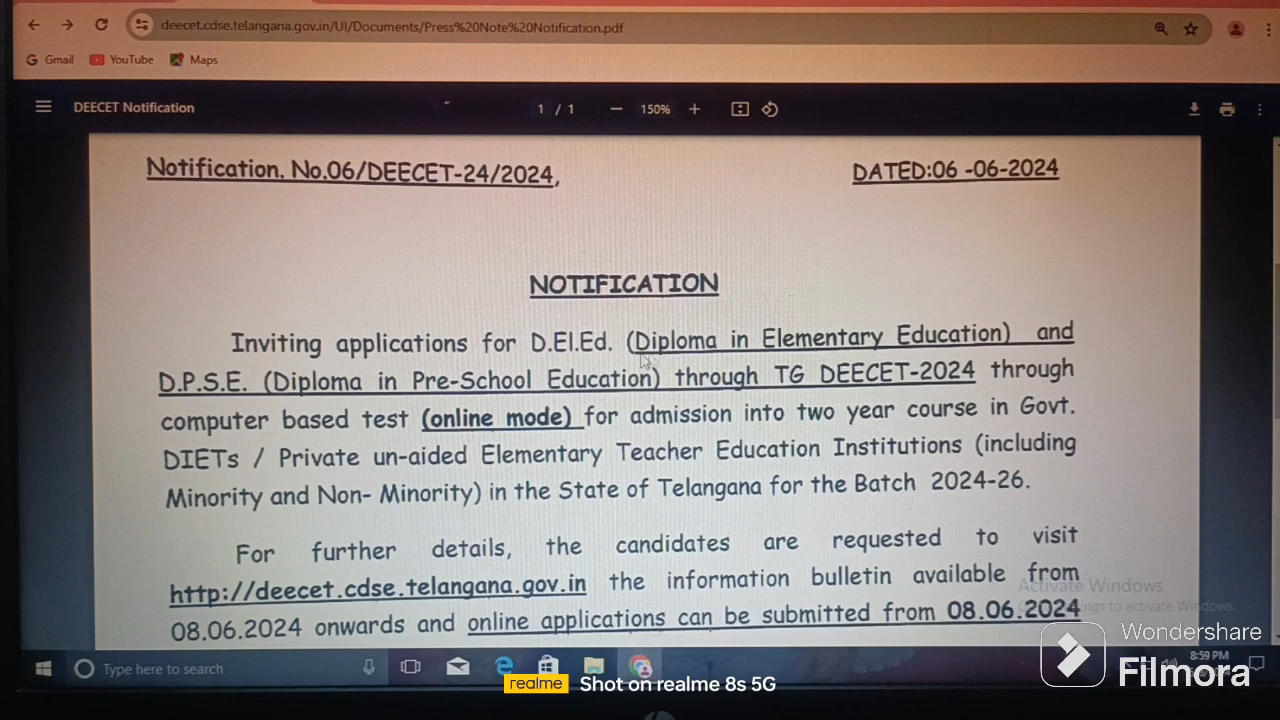 deecet.cdse.telangana.gov.in/UI/Documents/Press%20Note%20Notification.pdf
Gmail YouTube Maps
DEECET Notification 1 / 1 150%
Notification. No.06/DEECET-24/2024, DATED:06 -06-2024
NOTIFICATION
Inviting applications for D.El.Ed. (Diploma in Elementary Education) and
D.P.S.E. (Diploma in Pre-School Education) through TG DEECET-2024 through
computer based test (online mode) for admission into two year course in Govt.
DIETs / Private un-aided Elementary Teacher Education Institutions (including
Minority and Non- Minority) in the State of Telangana for the Batch 2024-26.
For further details, the candidates are requested to visit
http://deecet.cdse.telangana.gov.in the information bulletin available from
Activate Windows
08.06.2024 onwards and online applications can be submitted from 08.06.2024
to activate Windows.
Wondershare
Filmora
Type here to search
8:59 PM
realme Shot on realme 8s 5G